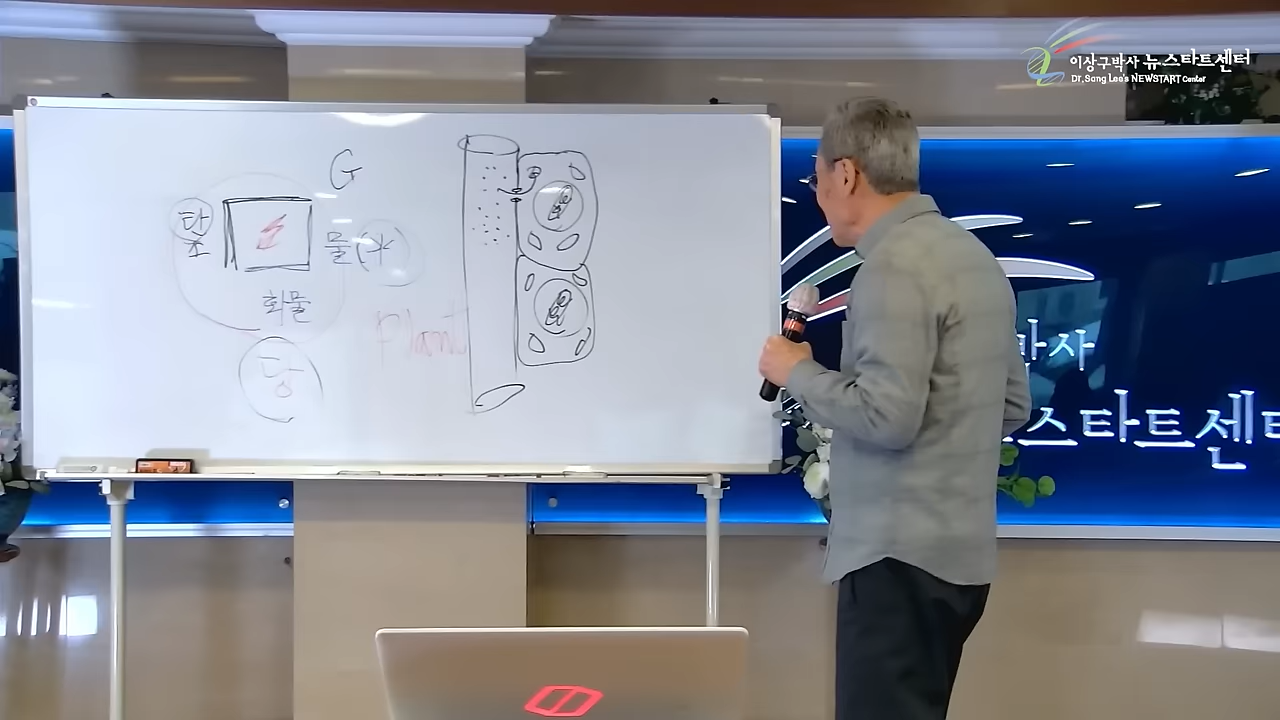 이상구박사 뉴스타트센터
Dr. Sang Lee's NEWSTART Center
G
탄소
물(水)
화물
당
Plant
박사
스타트센터